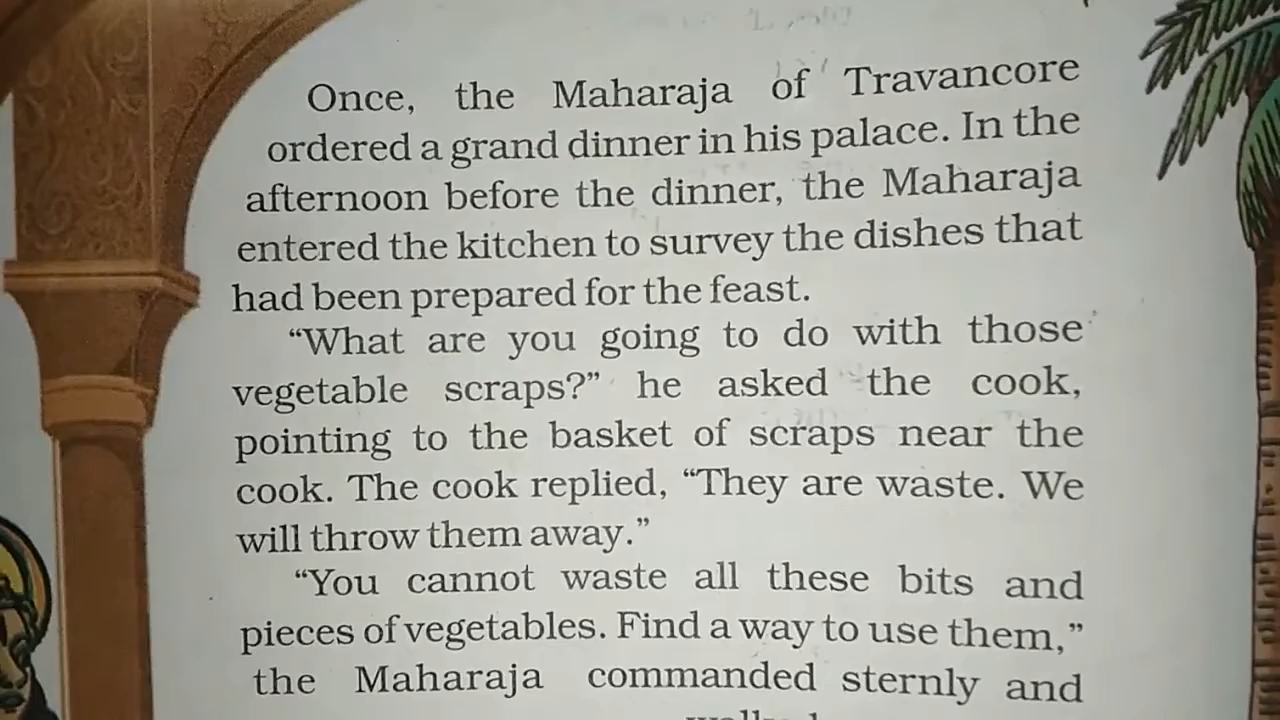 Once, the Maharaja of Travancore
ordered a grand dinner in his palace. In the
afternoon before the dinner, the Maharaja
entered the kitchen to survey the dishes that
had been prepared for the feast.
“What are you going to do with those
vegetable scraps?” he asked the cook,
pointing to the basket of scraps near the
cook. The cook replied, “They are waste. We
will throw them away.”
“You cannot waste all these bits and
pieces of vegetables. Find a way to use them,”
the Maharaja commanded sternly and